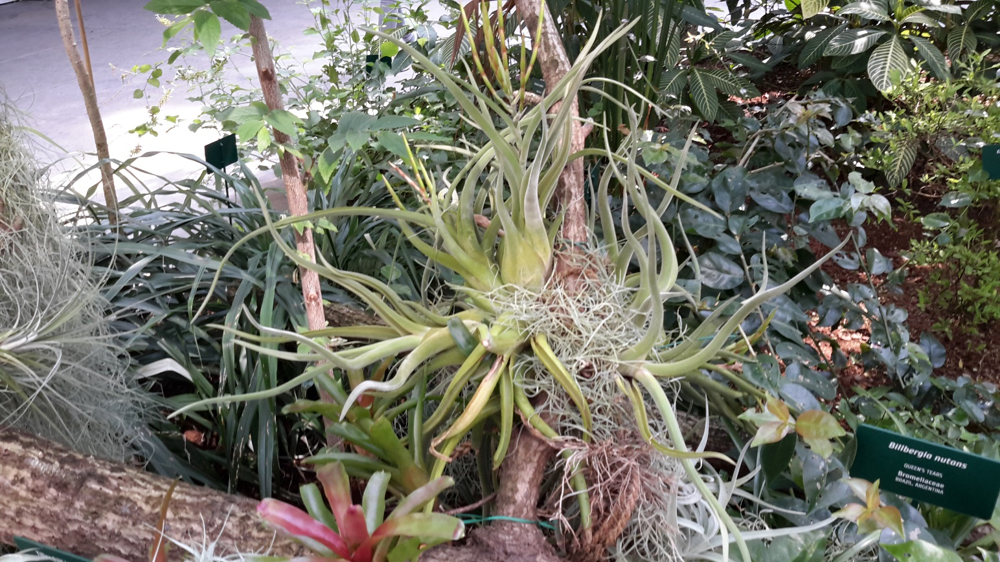 Billbergia nutans
QUEEN'S TEARS
Bromeliaceae
BRAZIL, ARGENTINA